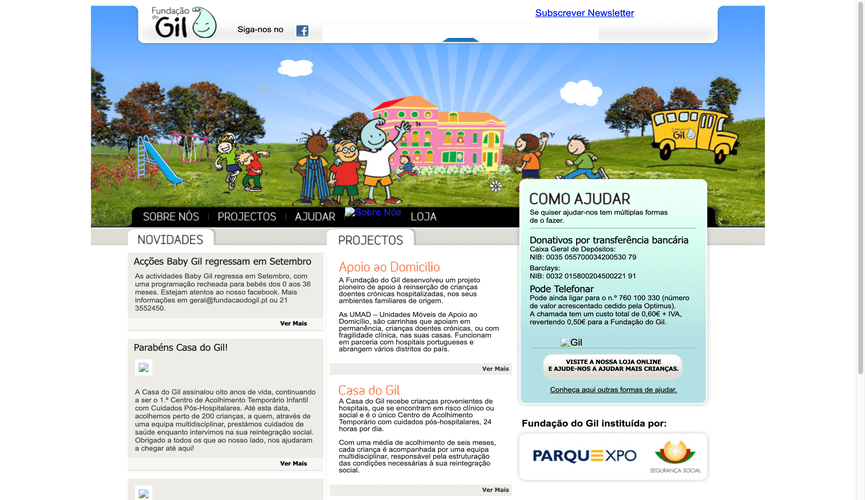 Fundação
do
Gil
Siga-nos no
Subscrever Newsletter
Gil
SOBRE NÓS
PROJECTOS
AJUDAR
Sobre Nós
LOJA
NOVIDADES
Acções Baby Gil regressam em Setembro
As actividades Baby Gil regressa em Setembro, com
uma programação recheada para bebés dos 0 aos 36
meses. Estejam atentos ao nosso facebook. Mais
informações em geral@fundacaodogil.pt ou 21
3552450.
Ver Mais
Parabéns Casa do Gil!
A Casa do Gil assinalou oito anos de vida, continuando
a ser o 1.º Centro de Acolhimento Temporário Infantil
com Cuidados Pós-Hospitalares. Até esta data,
acolhemos perto de 200 crianças, a quem, através de
uma equipa multidisciplinar, prestámos cuidados de
saúde enquanto intervimos na sua reintegração social.
Obrigado a todos os que ao nosso lado, nos ajudaram
a chegar até aqui!
Ver Mais
PROJECTOS
Apoio ao Domicílio
A Fundação do Gil desenvolveu um projeto
pioneiro de apoio à reinserção de crianças
doentes crónicas hospitalizadas, nos seus
ambientes familiares de origem.
As UMAD – Unidades Móveis de Apoio ao
Domicílio, são carrinhas que apoiam em
permanência, crianças doentes crónicas, ou com
fragilidade clínica, nas suas casas. Funcionam
em parceria com hospitais portugueses e
abrangem vários distritos do país.
Ver Mais
Casa do Gil
A Casa do Gil recebe crianças provenientes de
hospitais, que se encontram em risco clínico ou
social e é o único Centro de Acolhimento
Temporário com cuidados pós-hospitalares, 24
horas por dia.
Com uma média de acolhimento de seis meses,
cada criança é acompanhada por uma equipa
multidisciplinar, responsável pela estruturação
das condições necessárias à sua reintegração
social.
Ver Mais
COMO AJUDAR
Se quiser ajudar-nos tem múltiplas formas
de o fazer.
Donativos por transferência bancária
Caixa Geral de Depósitos:
NIB: 0035 055700034200530 79
Barclays:
NIB: 0032 015800204500221 91
Pode Telefonar
Pode ainda ligar para o n.º 760 100 330 (número
de valor acrescentado cedido pela Optimus).
A chamada tem um custo total de 0,60€ + IVA,
revertendo 0,50€ para a Fundação do Gil.
Gil
VISITE A NOSSA LOJA ONLINE
E AJUDE-NOS A AJUDAR MAIS CRIANÇAS.
Conheça aqui outras formas de ajudar.
Fundação do Gil instituída por:
PARQUE EXPO
SEGURANÇA SOCIAL